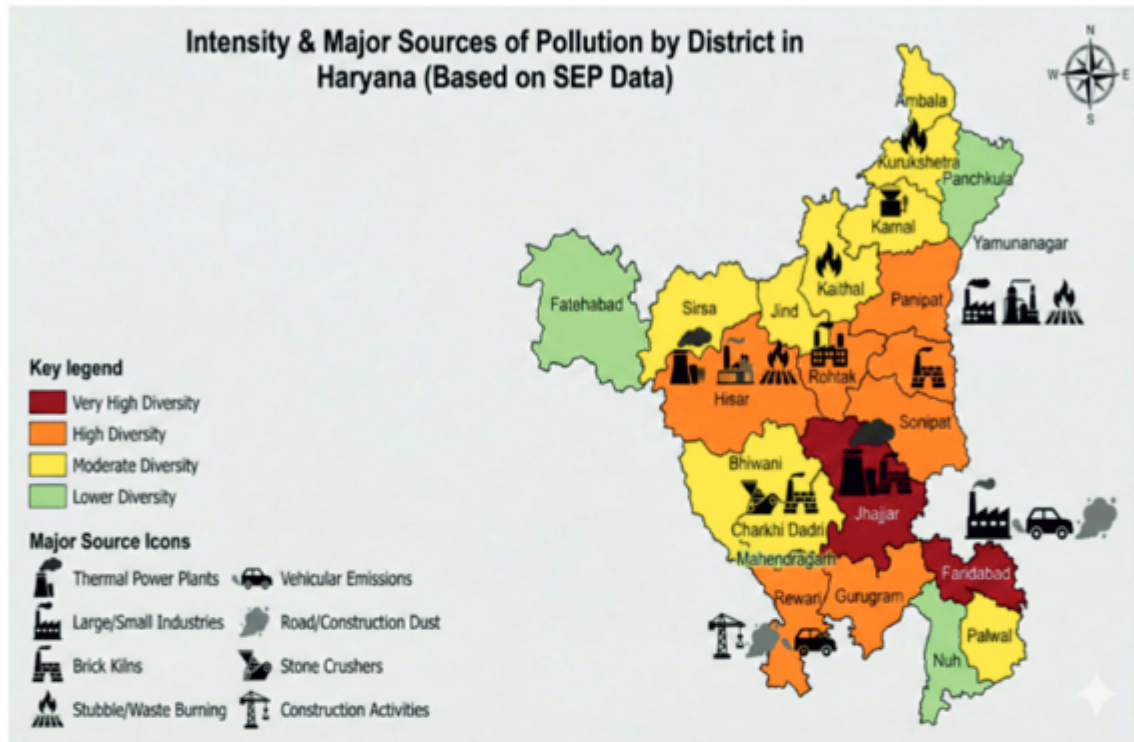 Intensity & Major Sources of Pollution by District in
Haryana (Based on SEP Data)
N
W
E
S
Ambala
Kurukshetra
Panchkula
Karnal
Yamunanagar
Kaithal
Panipat
Fatehabad
Sirsa
Jind
Rohtak
Hisar
Sonipat
Bhiwani
Jhajjar
Charkhi Dadri
Mahendragarh
Faridabad
Rewari
Gurugram
Palwal
Nuh
Key legend
Very High Diversity
High Diversity
Moderate Diversity
Lower Diversity
Major Source Icons
Thermal Power Plants
Vehicular Emissions
Large/Small Industries
Road/Construction Dust
Brick Kilns
Stone Crushers
Stubble/Waste Burning
Construction Activities